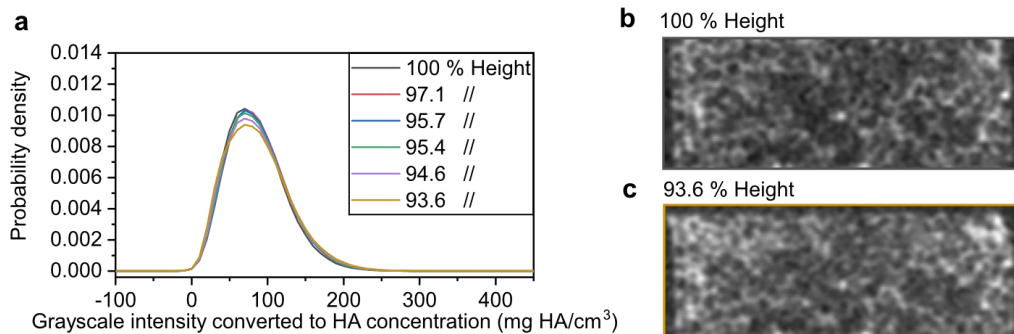 a
Probability density
0.014
0.012
0.010
0.008
0.006
0.004
0.002
0.000
-100
0
100
200
300
400
Grayscale intensity converted to HA concentration (mg HA/cm³)
100 % Height
97.1 //
95.7 //
95.4 //
94.6 //
93.6 //
b
100 % Height
c
93.6 % Height